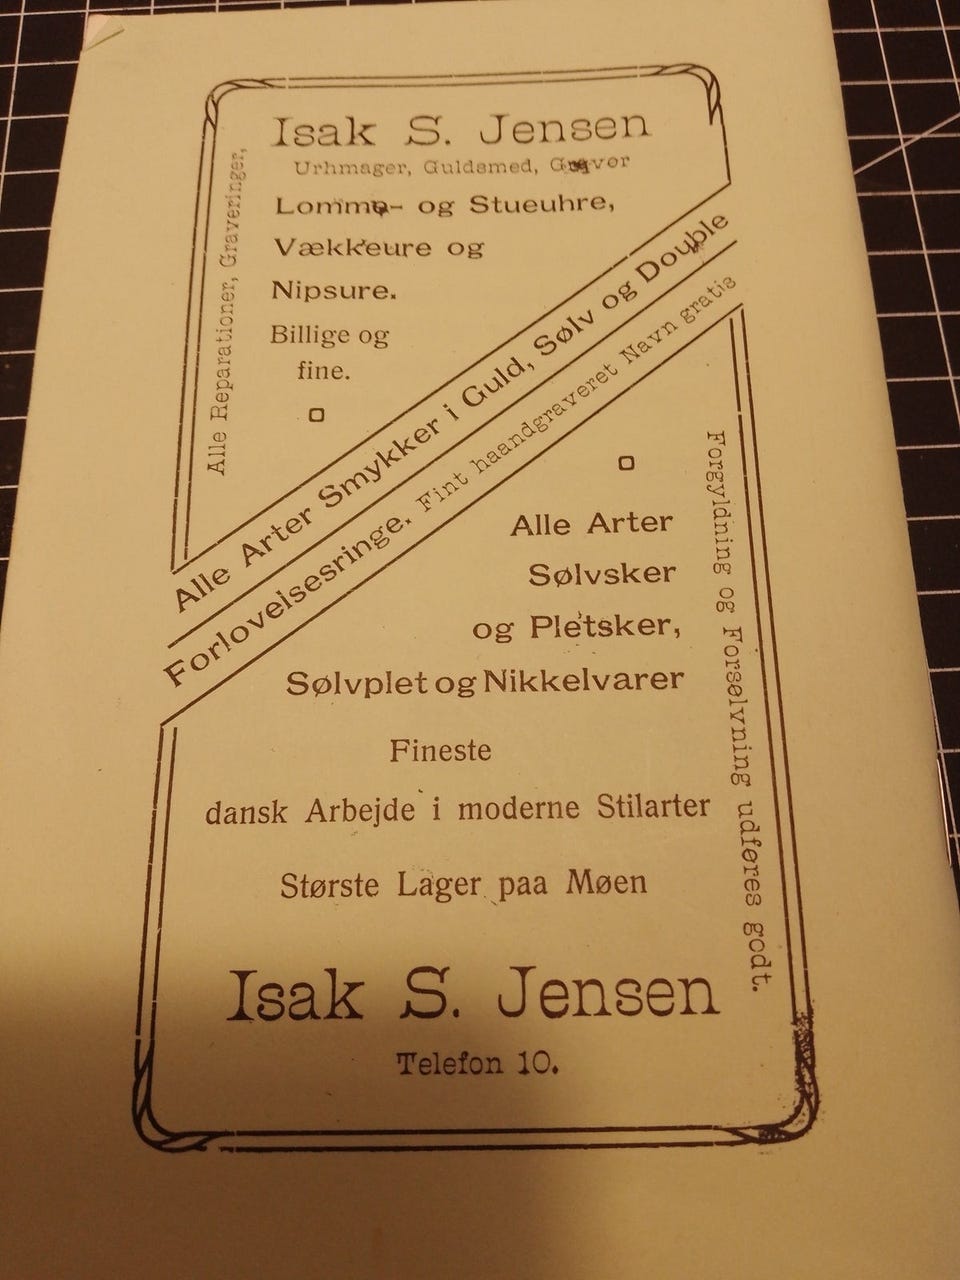 Isak S. Jensen
Urhmager, Guldsmed, Gravør
Lomme- og Stueuhre,
Vækkeure og
Nipsure.
Billige og
fine.
Alle Reparationer, Graveringer,
Alle Arter Smykker i Guld, Sølv og Double
Forlovelsesringe. Fint haandgraveret Navn gratis
Alle Arter
Sølvsker
og Pletsker,
Sølvplet og Nikkelvarer
Forgyldning og Forsølvning udføres godt.
Fineste
dansk Arbejde i moderne Stilarter
Største Lager paa Møen
Isak S. Jensen
Telefon 10.